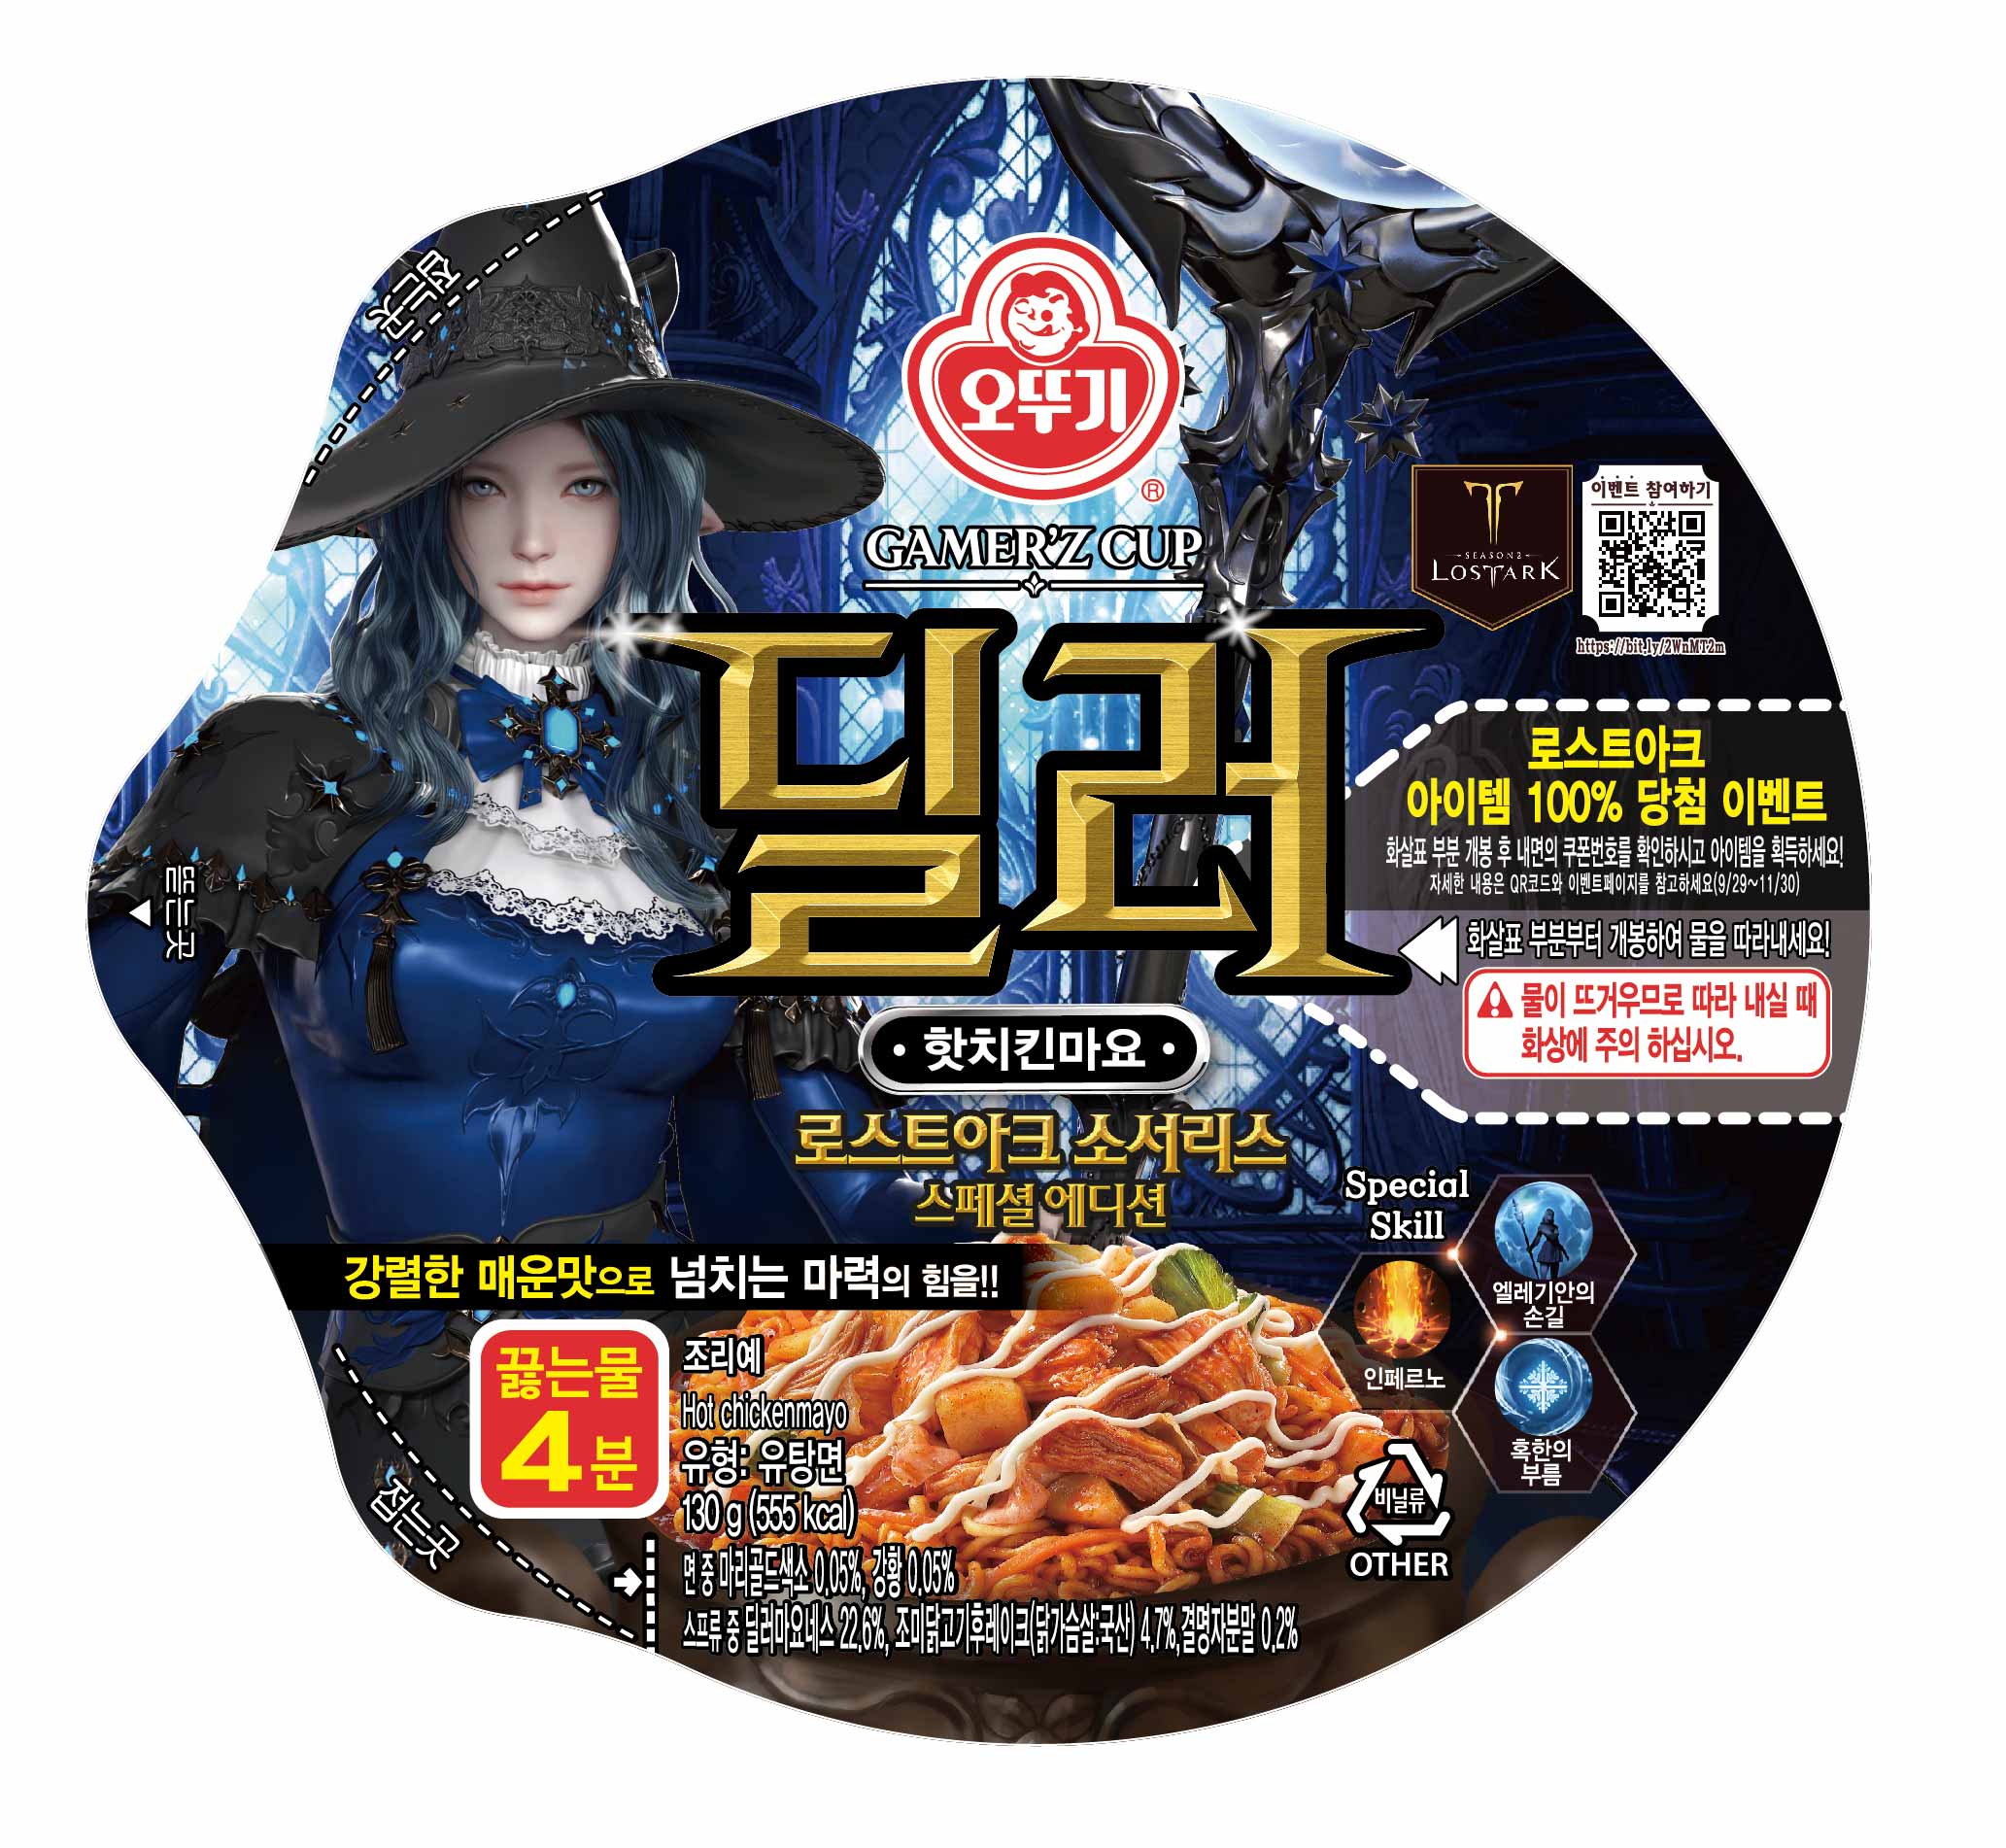 잡는곳
오뚜기
®
GAMER'Z CUP
SEASON 2
LOSTARK
이벤트 참여하기
https://bit.ly/2WnMT2m
딜러
로스트아크
아이템 100% 당첨 이벤트
화살표 부분 개봉 후 내면의 쿠폰번호를 확인하시고 아이템을 획득하세요!
자세한 내용은 QR코드와 이벤트페이지를 참고하세요(9/29~11/30)
뜯는곳
화살표 부분부터 개봉하여 물을 따라내세요!
물이 뜨거우므로 따라 내실 때
화상에 주의 하십시오.
• 핫치킨마요 •
로스트아크 소서리스
스페셜 에디션
Special
Skill
엘레기안의
손길
인페르노
혹한의
부름
강렬한 매운맛으로 넘치는 마력의 힘을!!
끓는물
4분
조리예
Hot chickenmayo
유형: 유탕면
130 g (555 kcal)
면 중 마리골드색소 0.05%, 강황 0.05%
스프류 중 딜러마요네스 22.6%, 조미닭고기후레이크(닭가슴살:국산) 4.7%, 결명자분말 0.2%
잡는곳
비닐류
OTHER